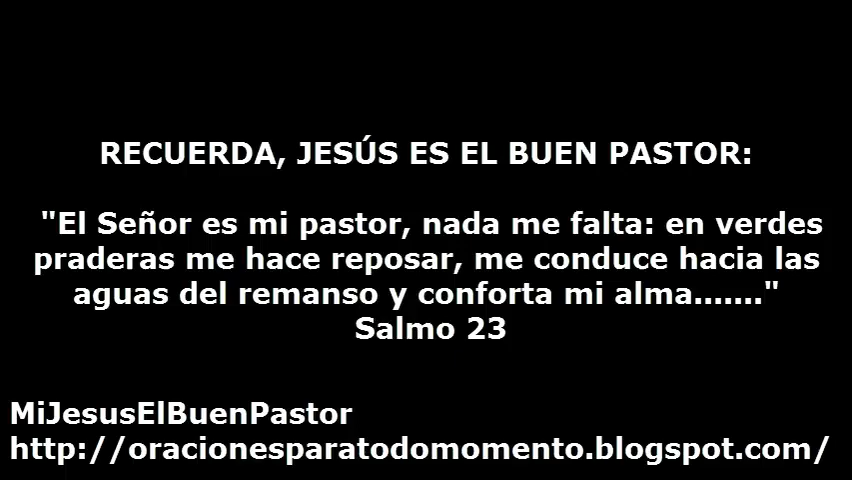 RECUERDA, JESÚS ES EL BUEN PASTOR:
"El Señor es mi pastor, nada me falta: en verdes
praderas me hace reposar, me conduce hacia las
aguas del remanso y conforta mi alma......."
Salmo 23
MiJesusElBuenPastor
http://oracionesparatodomomento.blogspot.com/